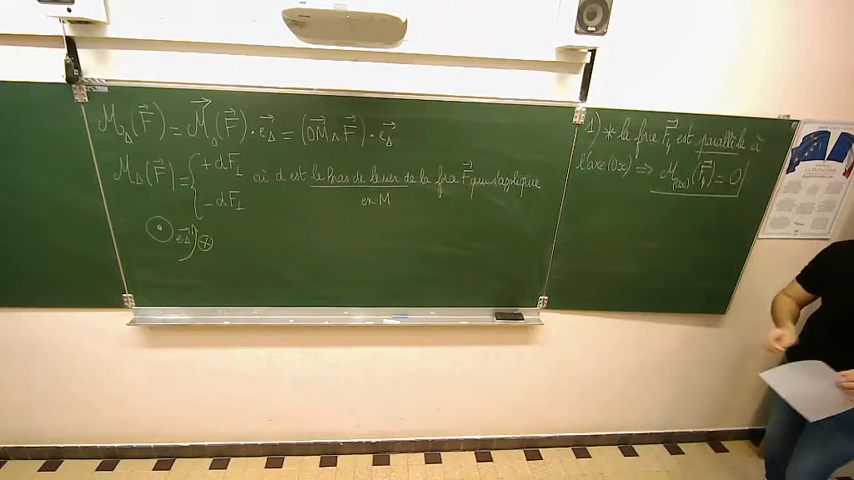 M_Δ(F⃗) = M⃗_O(F⃗)·e⃗_Δ = (OM⃗ ∧ F⃗)·e⃗_Δ
M_Δ(F⃗) = { + dF⊥
- dF⊥
où d est le bras de levier de la force F⃗ qui s'applique
en M
e⃗_Δ ⊕
1) * la force F⃗₁ est parallèle à
l'axe (Ox) ⇒ M_(Ox)(F⃗₁) = 0